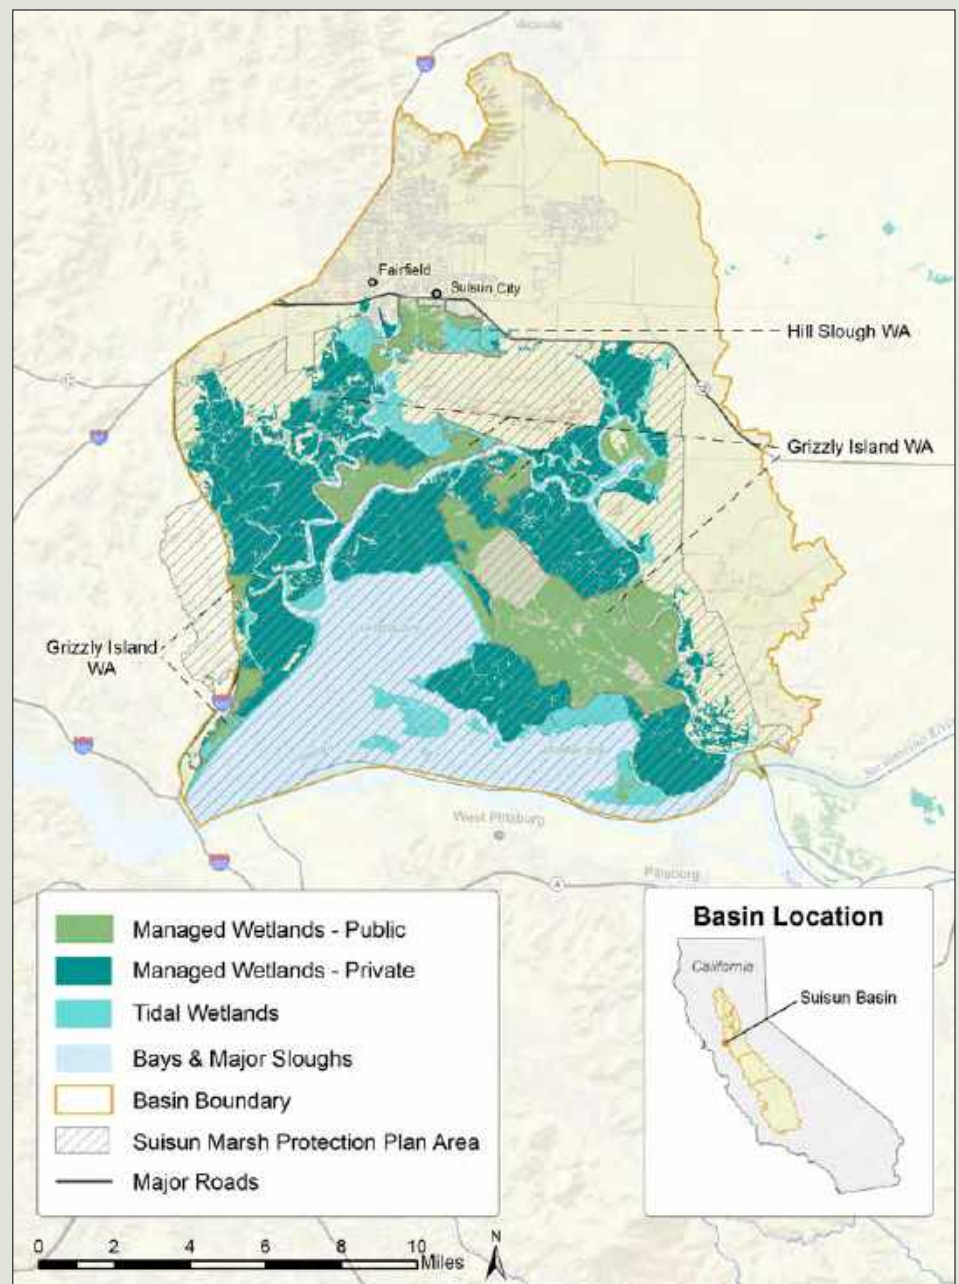 Vacaville
Fairfield
Suisun City
Hill Slough WA
Grizzly Island WA
Grizzly Island
WA
West Pittsburg
Pittsburg
4
Managed Wetlands - Public
Managed Wetlands - Private
Tidal Wetlands
Bays & Major Sloughs
Basin Boundary
Suisun Marsh Protection Plan Area
Major Roads
Basin Location
California
Suisun Basin
0 2 4 6 8 10
Miles
N